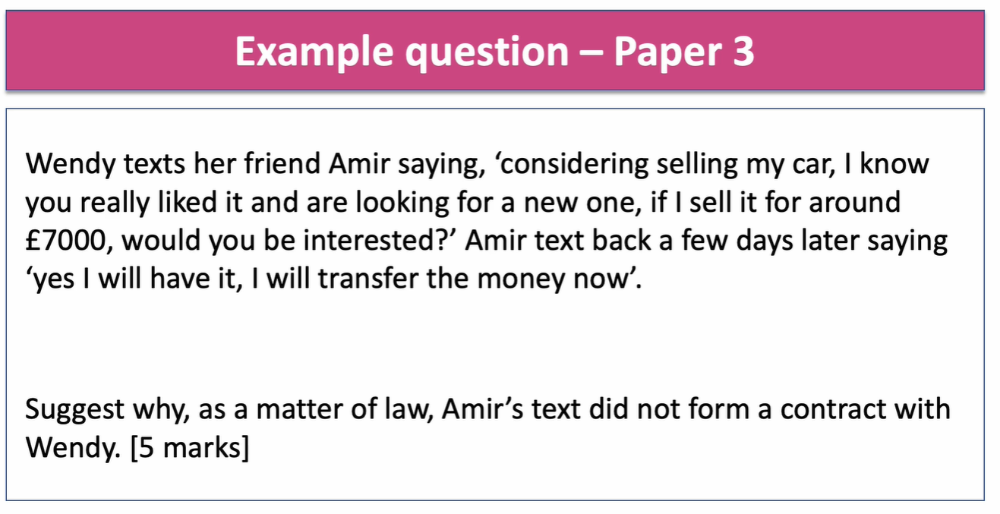 Example question – Paper 3
Wendy texts her friend Amir saying, ‘considering selling my car, I know
you really liked it and are looking for a new one, if I sell it for around
£7000, would you be interested?’ Amir text back a few days later saying
‘yes I will have it, I will transfer the money now’.
Suggest why, as a matter of law, Amir’s text did not form a contract with
Wendy. [5 marks]